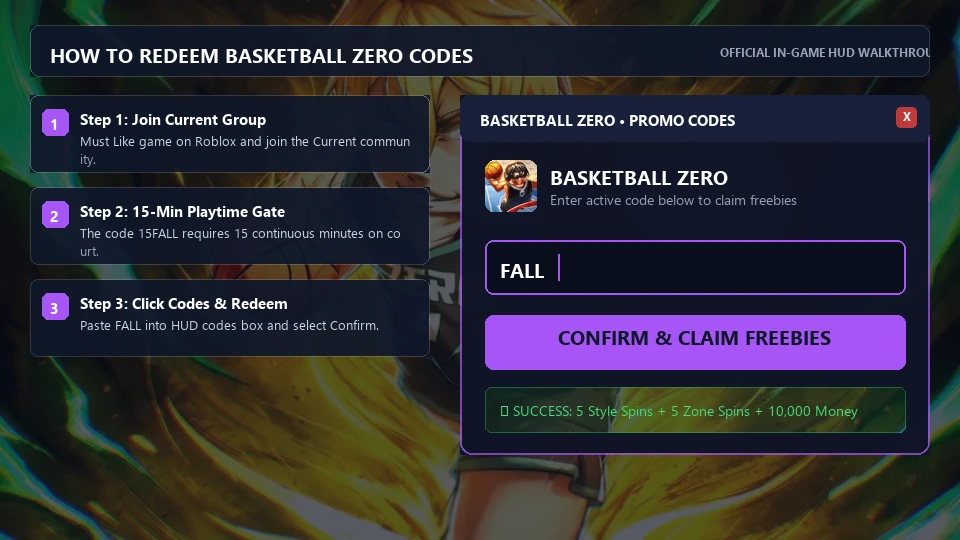 HOW TO REDEEM BASKETBALL ZERO CODES
OFFICIAL IN-GAME HUD WALKTHROU
1
Step 1: Join Current Group
Must Like game on Roblox and join the Current commun
ity.
2
Step 2: 15-Min Playtime Gate
The code 15FALL requires 15 continuous minutes on co
urt.
3
Step 3: Click Codes & Redeem
Paste FALL into HUD codes box and select Confirm.
BASKETBALL ZERO • PROMO CODES
X
BASKETBALL ZERO
Enter active code below to claim freebies
FALL
CONFIRM & CLAIM FREEBIES
SUCCESS: 5 Style Spins + 5 Zone Spins + 10,000 Money